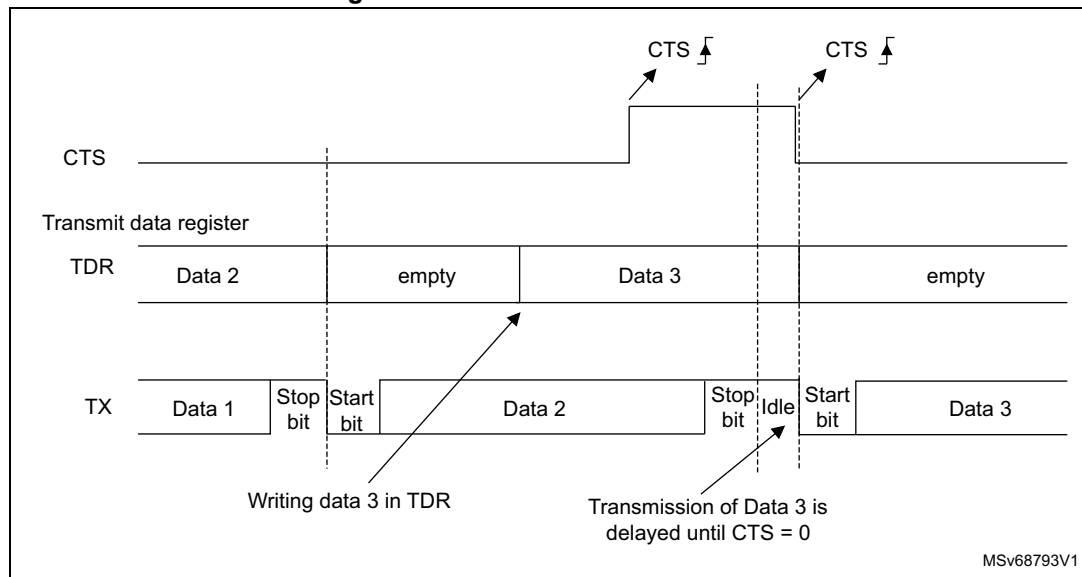 CTS CTS
CTS
Transmit data register
TDR Data 2 empty Data 3 empty
TX Data 1 Stop bit Start bit Data 2 Stop bit Idle Start bit Data 3
Writing data 3 in TDR
Transmission of Data 3 is
delayed until CTS = 0
MSv68793V1